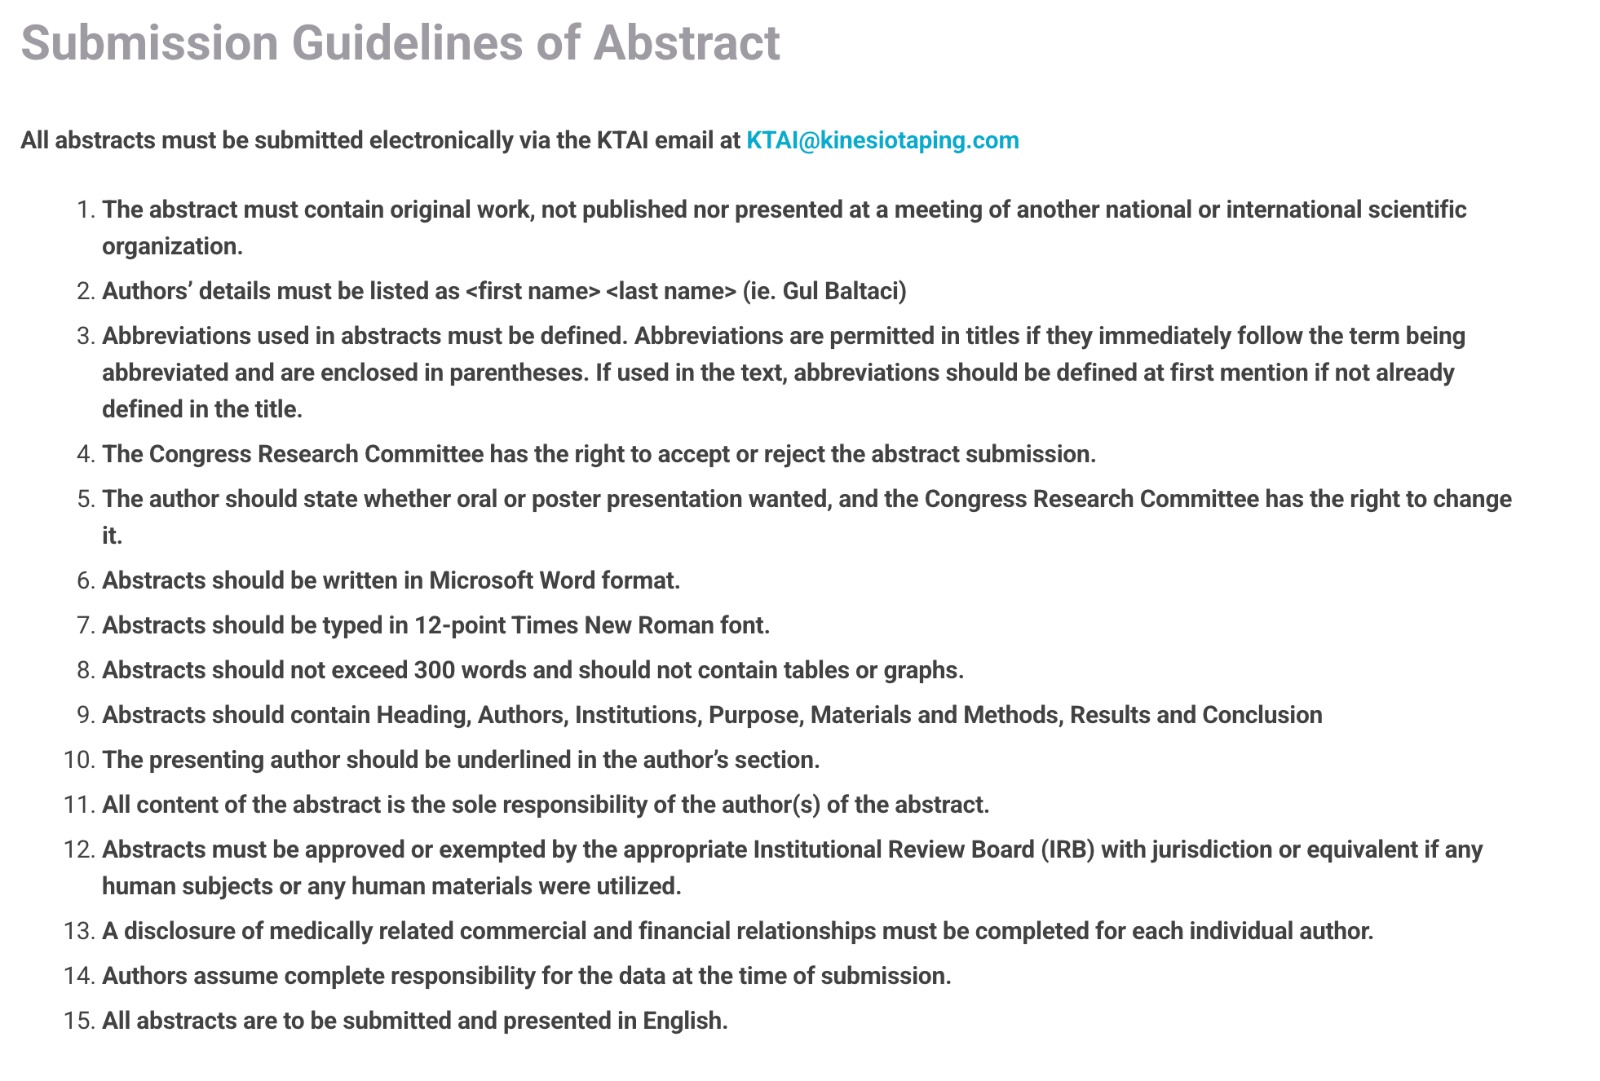 Submission Guidelines of Abstract
All abstracts must be submitted electronically via the KTAI email at KTAI@kinesiotaping.com
1. The abstract must contain original work, not published nor presented at a meeting of another national or international scientific
organization.
2. Authors’ details must be listed as <first name> <last name> (ie. Gul Baltaci)
3. Abbreviations used in abstracts must be defined. Abbreviations are permitted in titles if they immediately follow the term being
abbreviated and are enclosed in parentheses. If used in the text, abbreviations should be defined at first mention if not already
defined in the title.
4. The Congress Research Committee has the right to accept or reject the abstract submission.
5. The author should state whether oral or poster presentation wanted, and the Congress Research Committee has the right to change
it.
6. Abstracts should be written in Microsoft Word format.
7. Abstracts should be typed in 12-point Times New Roman font.
8. Abstracts should not exceed 300 words and should not contain tables or graphs.
9. Abstracts should contain Heading, Authors, Institutions, Purpose, Materials and Methods, Results and Conclusion
10. The presenting author should be underlined in the author’s section.
11. All content of the abstract is the sole responsibility of the author(s) of the abstract.
12. Abstracts must be approved or exempted by the appropriate Institutional Review Board (IRB) with jurisdiction or equivalent if any
human subjects or any human materials were utilized.
13. A disclosure of medically related commercial and financial relationships must be completed for each individual author.
14. Authors assume complete responsibility for the data at the time of submission.
15. All abstracts are to be submitted and presented in English.